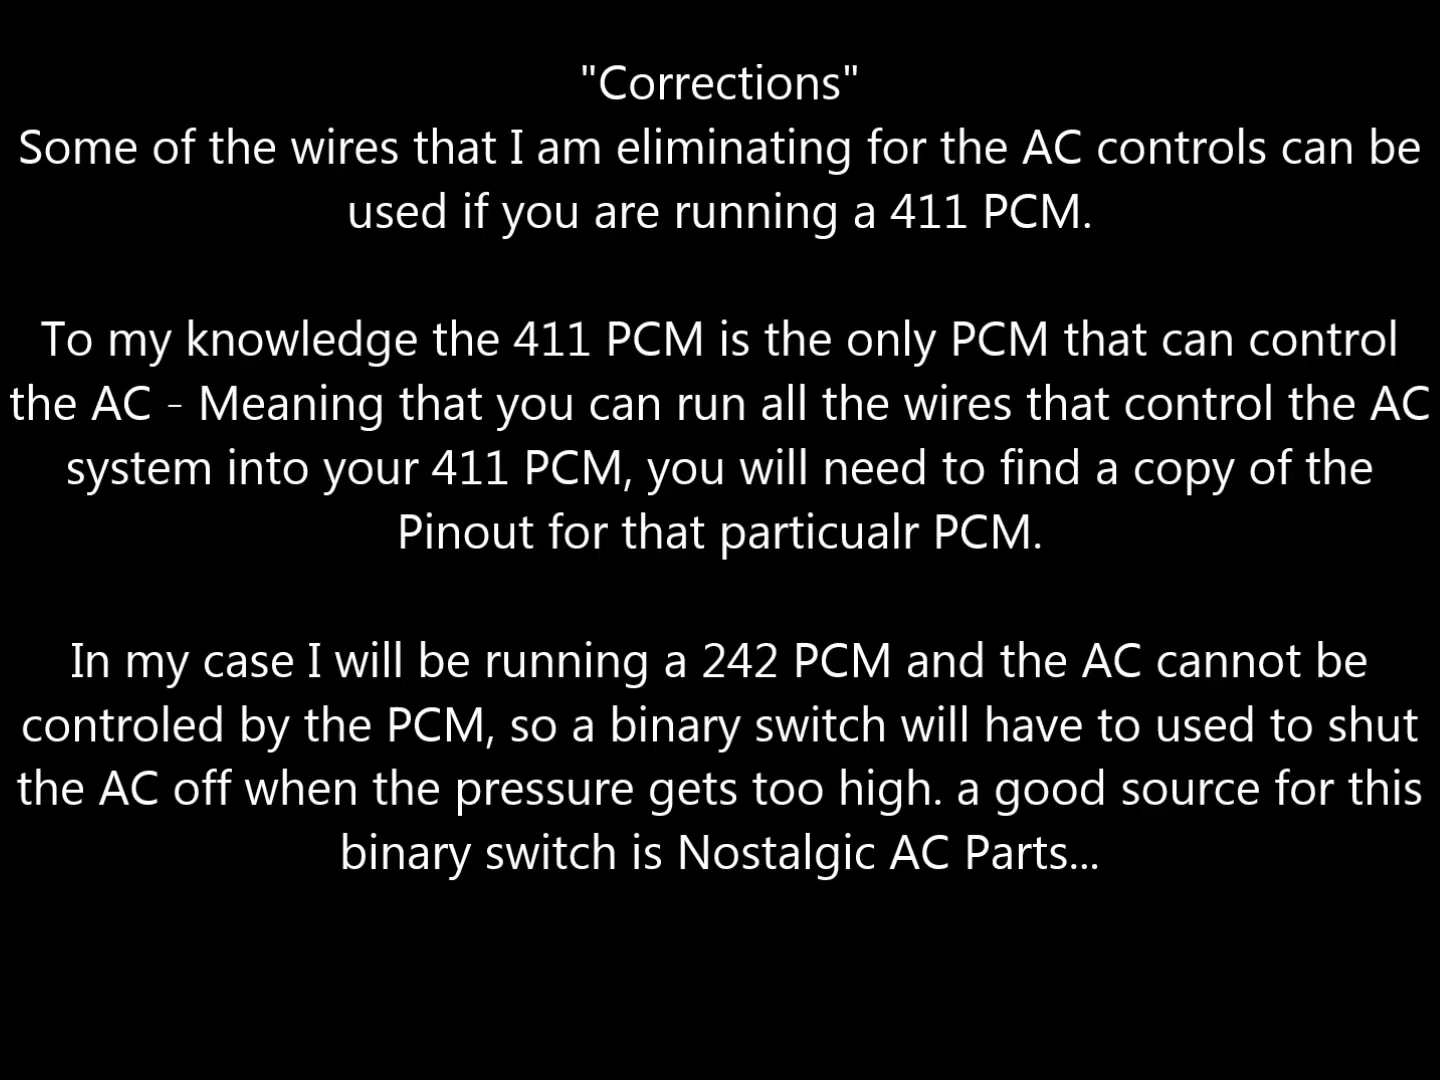 "Corrections"
Some of the wires that I am eliminating for the AC controls can be
used if you are running a 411 PCM.
To my knowledge the 411 PCM is the only PCM that can control
the AC - Meaning that you can run all the wires that control the AC
system into your 411 PCM, you will need to find a copy of the
Pinout for that particualr PCM.
In my case I will be running a 242 PCM and the AC cannot be
controled by the PCM, so a binary switch will have to used to shut
the AC off when the pressure gets too high. a good source for this
binary switch is Nostalgic AC Parts...